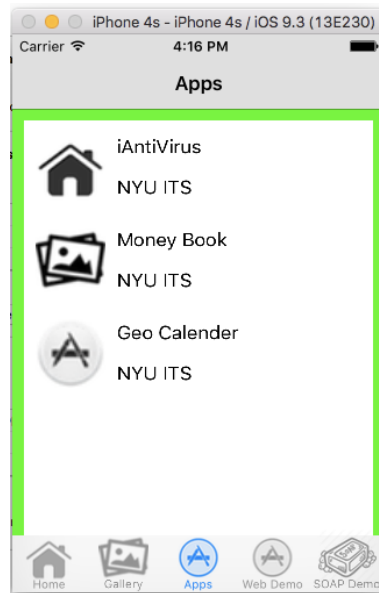 iPhone 4s - iPhone 4s / iOS 9.3 (13E230)
Carrier 4:16 PM
Apps
iAntiVirus
NYU ITS
Money Book
NYU ITS
Geo Calender
NYU ITS
Home Gallery Apps Web Demo SOAP Demo